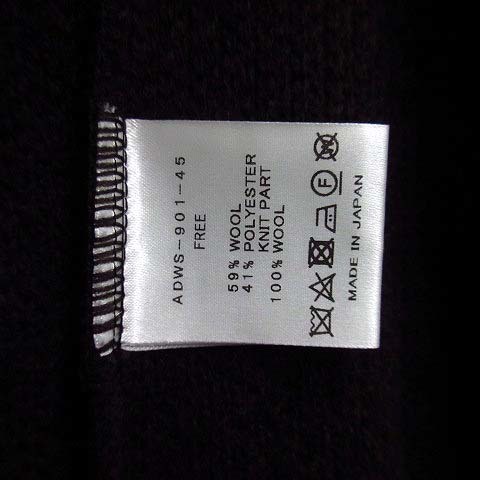 ADWS-901-45
FREE
59% WOOL
41% POLYESTER
KNIT PART
100% WOOL
F
W
MADE IN JAPAN